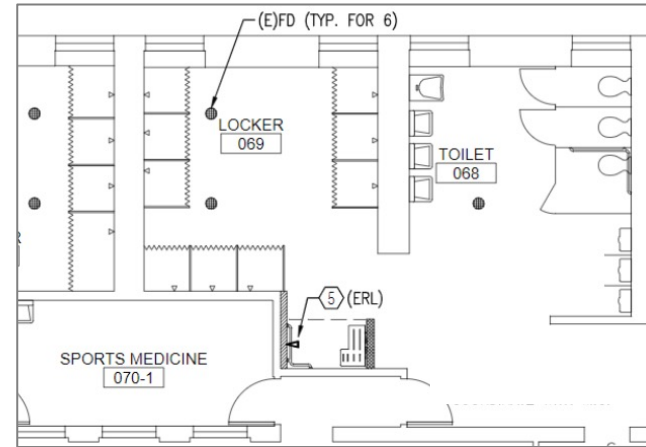 (E)FD (TYP. FOR 6)
LOCKER
069
TOILET
068
5 (ERL)
SPORTS MEDICINE
070-1